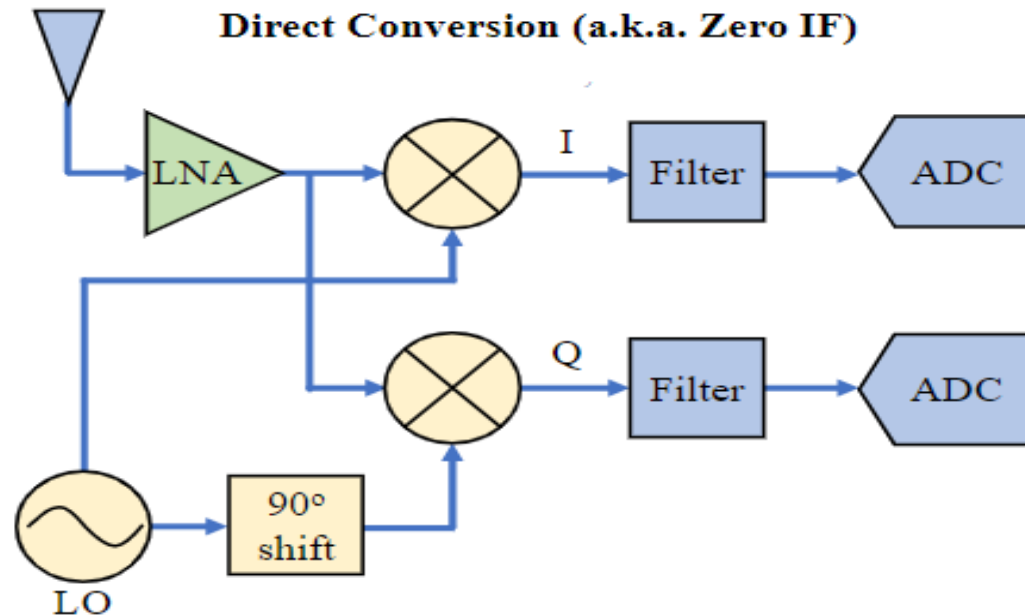 Direct Conversion (a.k.a. Zero IF)
LNA
I
Filter
ADC
Q
Filter
ADC
90º
shift
LO